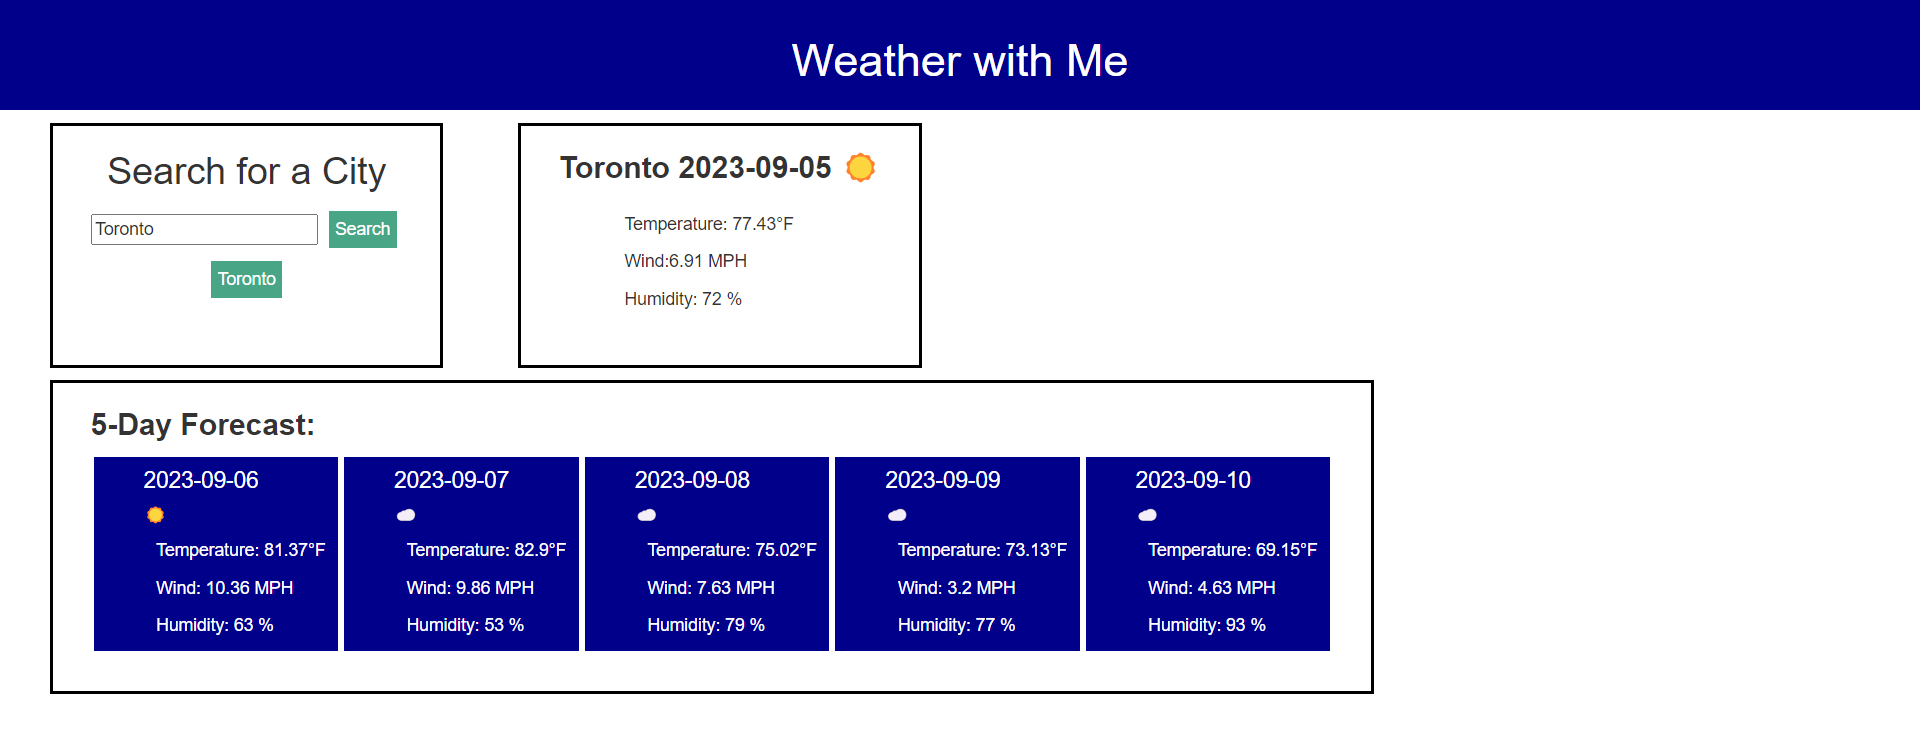 Weather with Me
Search for a City
Toronto
Search
Toronto
Toronto 2023-09-05
Temperature: 77.43°F
Wind:6.91 MPH
Humidity: 72 %
5-Day Forecast:
2023-09-06
Temperature: 81.37°F
Wind: 10.36 MPH
Humidity: 63 %
2023-09-07
Temperature: 82.9°F
Wind: 9.86 MPH
Humidity: 53 %
2023-09-08
Temperature: 75.02°F
Wind: 7.63 MPH
Humidity: 79 %
2023-09-09
Temperature: 73.13°F
Wind: 3.2 MPH
Humidity: 77 %
2023-09-10
Temperature: 69.15°F
Wind: 4.63 MPH
Humidity: 93 %